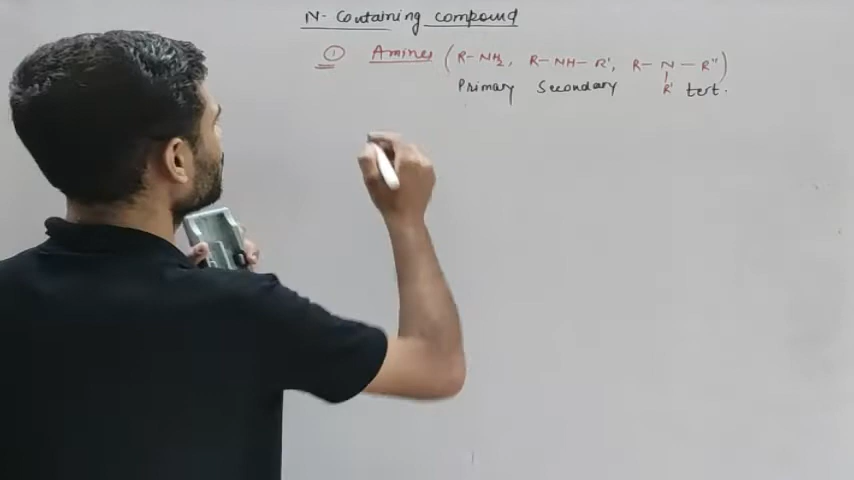 N- Containing compound
① Amines (R-NH₂, R-NH-R', R-N-R'')
R'
Primary Secondary tert.